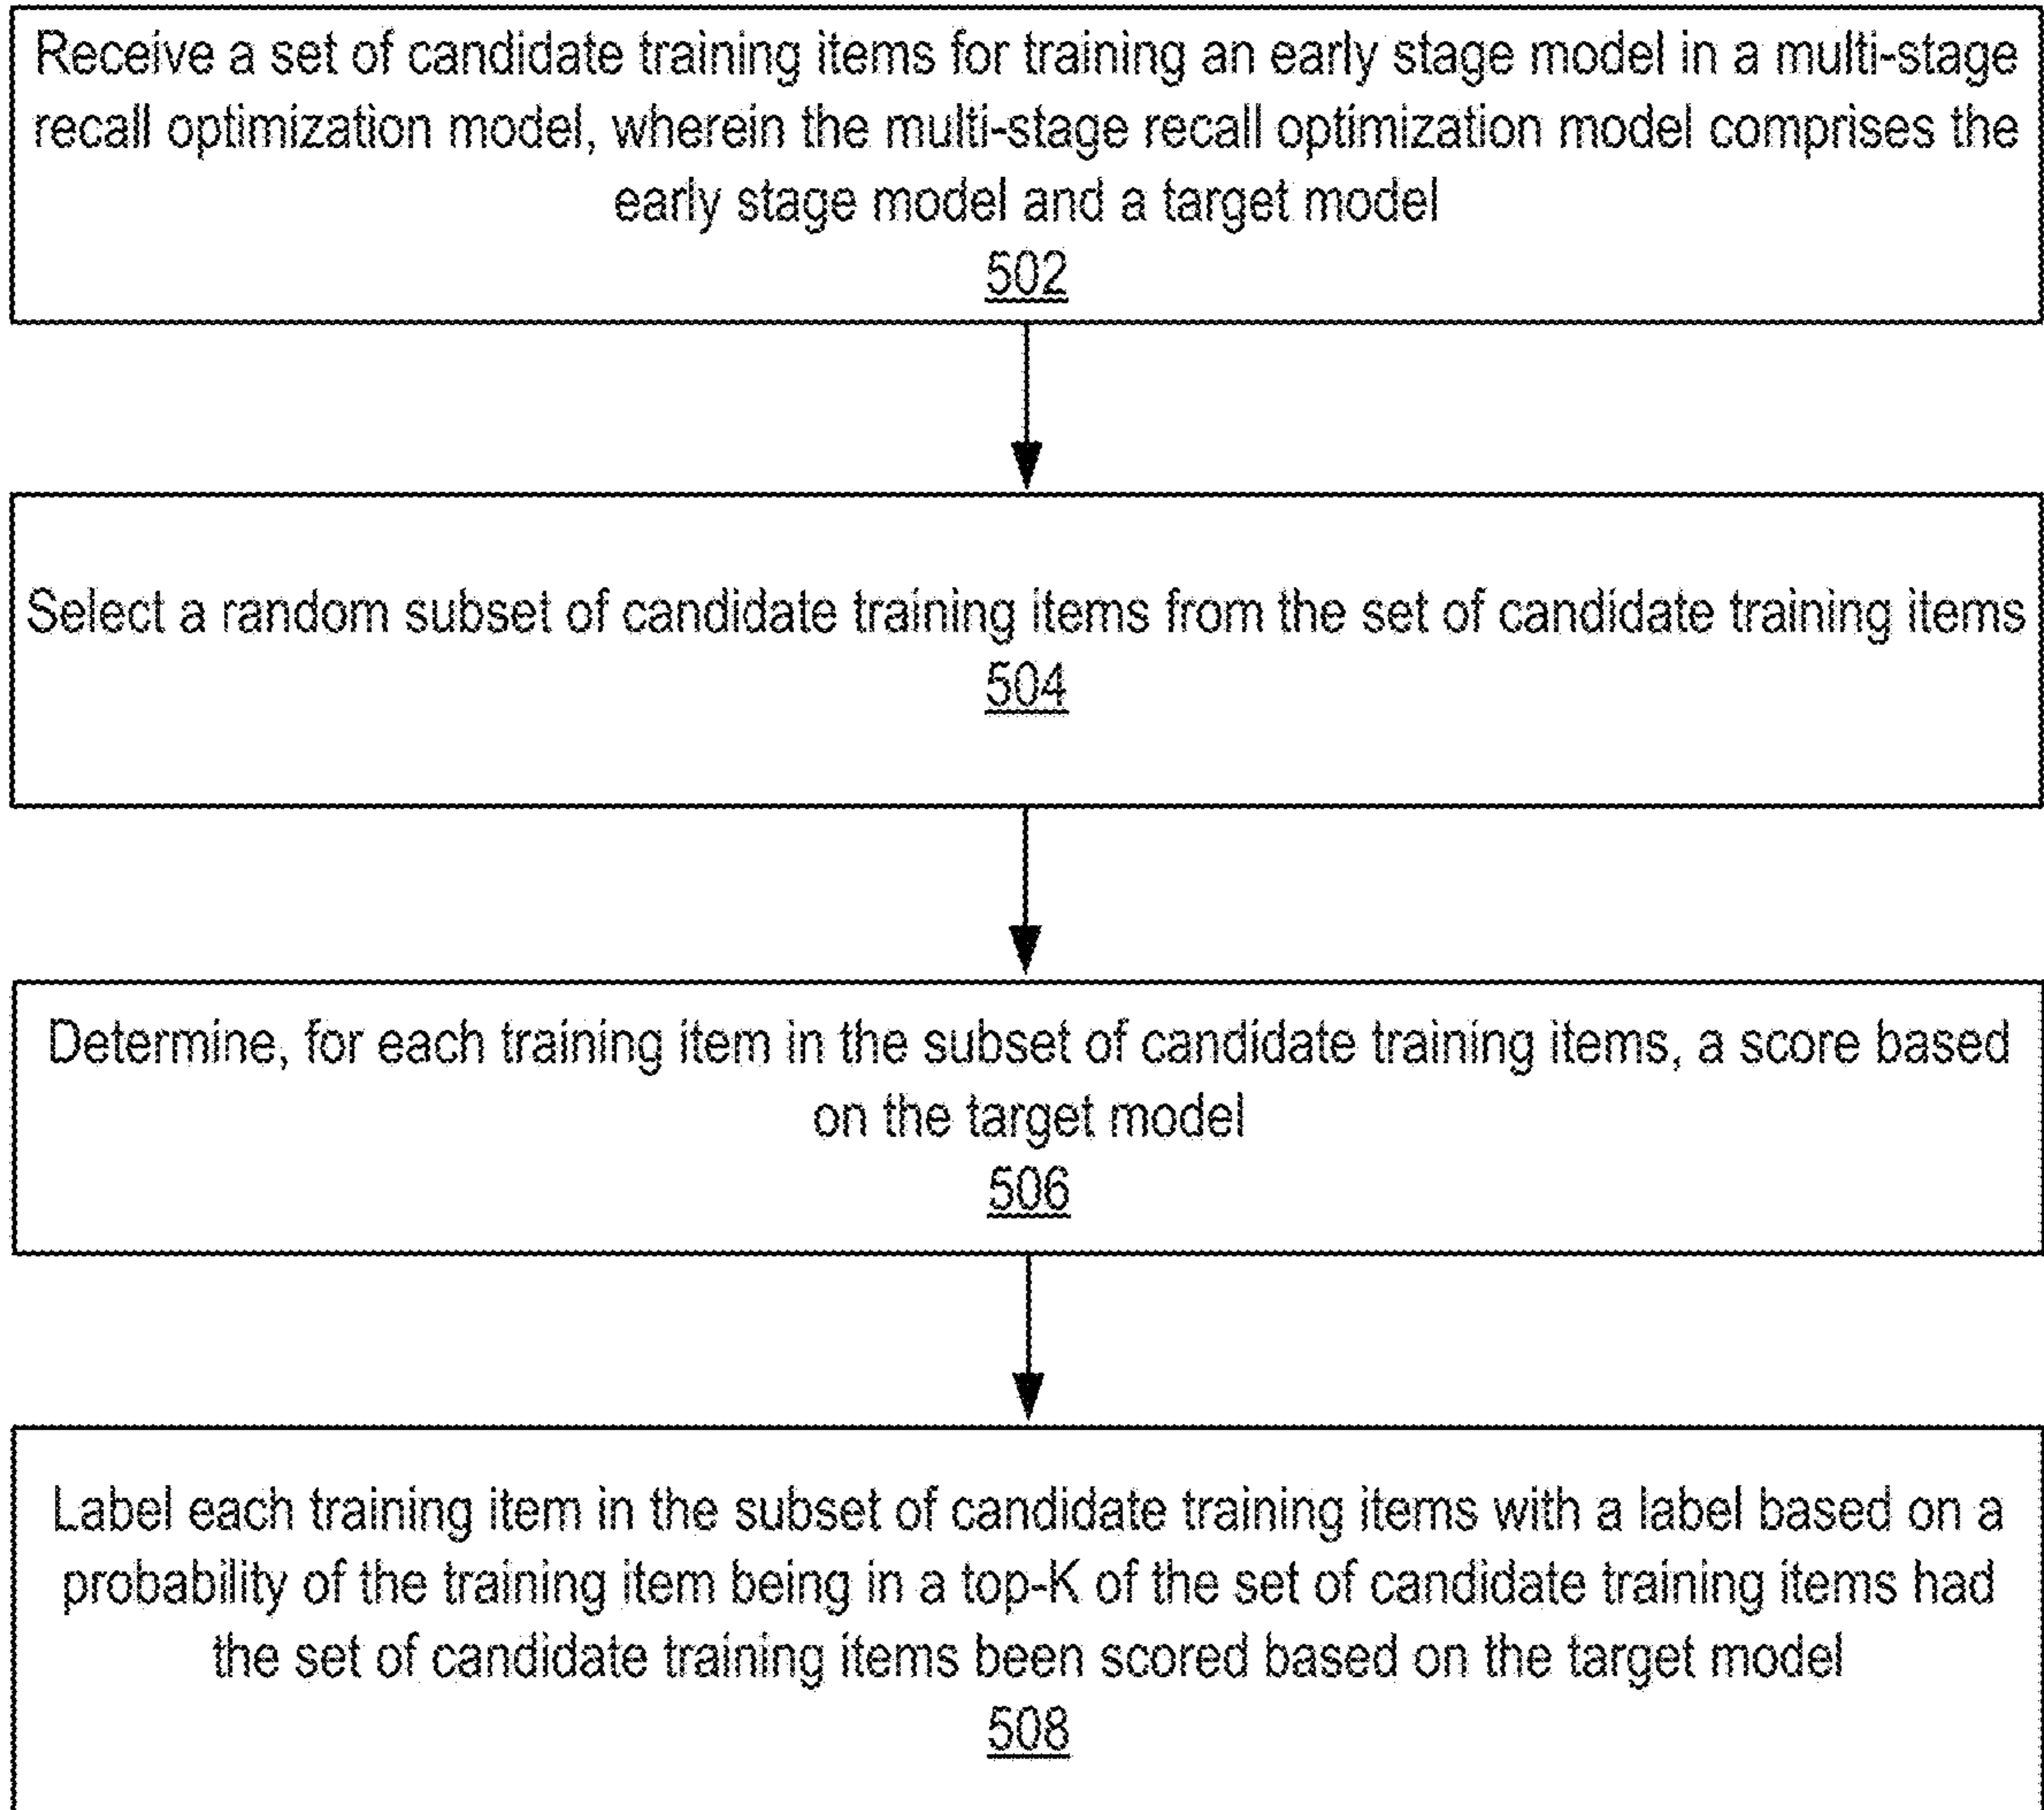 Receive a set of candidate training items for training an early stage model in a multi-stage
recall optimization model, wherein the multi-stage recall optimization model comprises the
early stage model and a target model
502
Select a random subset of candidate training items from the set of candidate training items
504
Determine, for each training item in the subset of candidate training items, a score based
on the target model
506
Label each training item in the subset of candidate training items with a label based on a
probability of the training item being in a top-K of the set of candidate training items had
the set of candidate training items been scored based on the target model
508